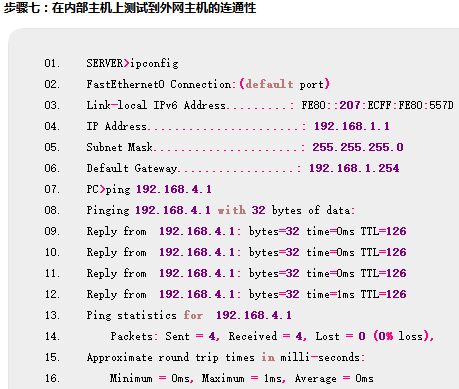 步骤七：在内部主机上测试到外网主机的连通性
01. SERVER>ipconfig
02. FastEthernet0 Connection:(default port)
03. Link-local IPv6 Address.........: FE80::207:ECFF:FE80:557D
04. IP Address......................: 192.168.1.1
05. Subnet Mask.....................: 255.255.255.0
06. Default Gateway.................: 192.168.1.254
07. PC>ping 192.168.4.1
08. Pinging 192.168.4.1 with 32 bytes of data:
09. Reply from 192.168.4.1: bytes=32 time=0ms TTL=126
10. Reply from 192.168.4.1: bytes=32 time=0ms TTL=126
11. Reply from 192.168.4.1: bytes=32 time=0ms TTL=126
12. Reply from 192.168.4.1: bytes=32 time=1ms TTL=126
13. Ping statistics for 192.168.4.1
14. Packets: Sent = 4, Received = 4, Lost = 0 (0% loss),
15. Approximate round trip times in milli-seconds:
16. Minimum = 0ms, Maximum = 1ms, Average = 0ms